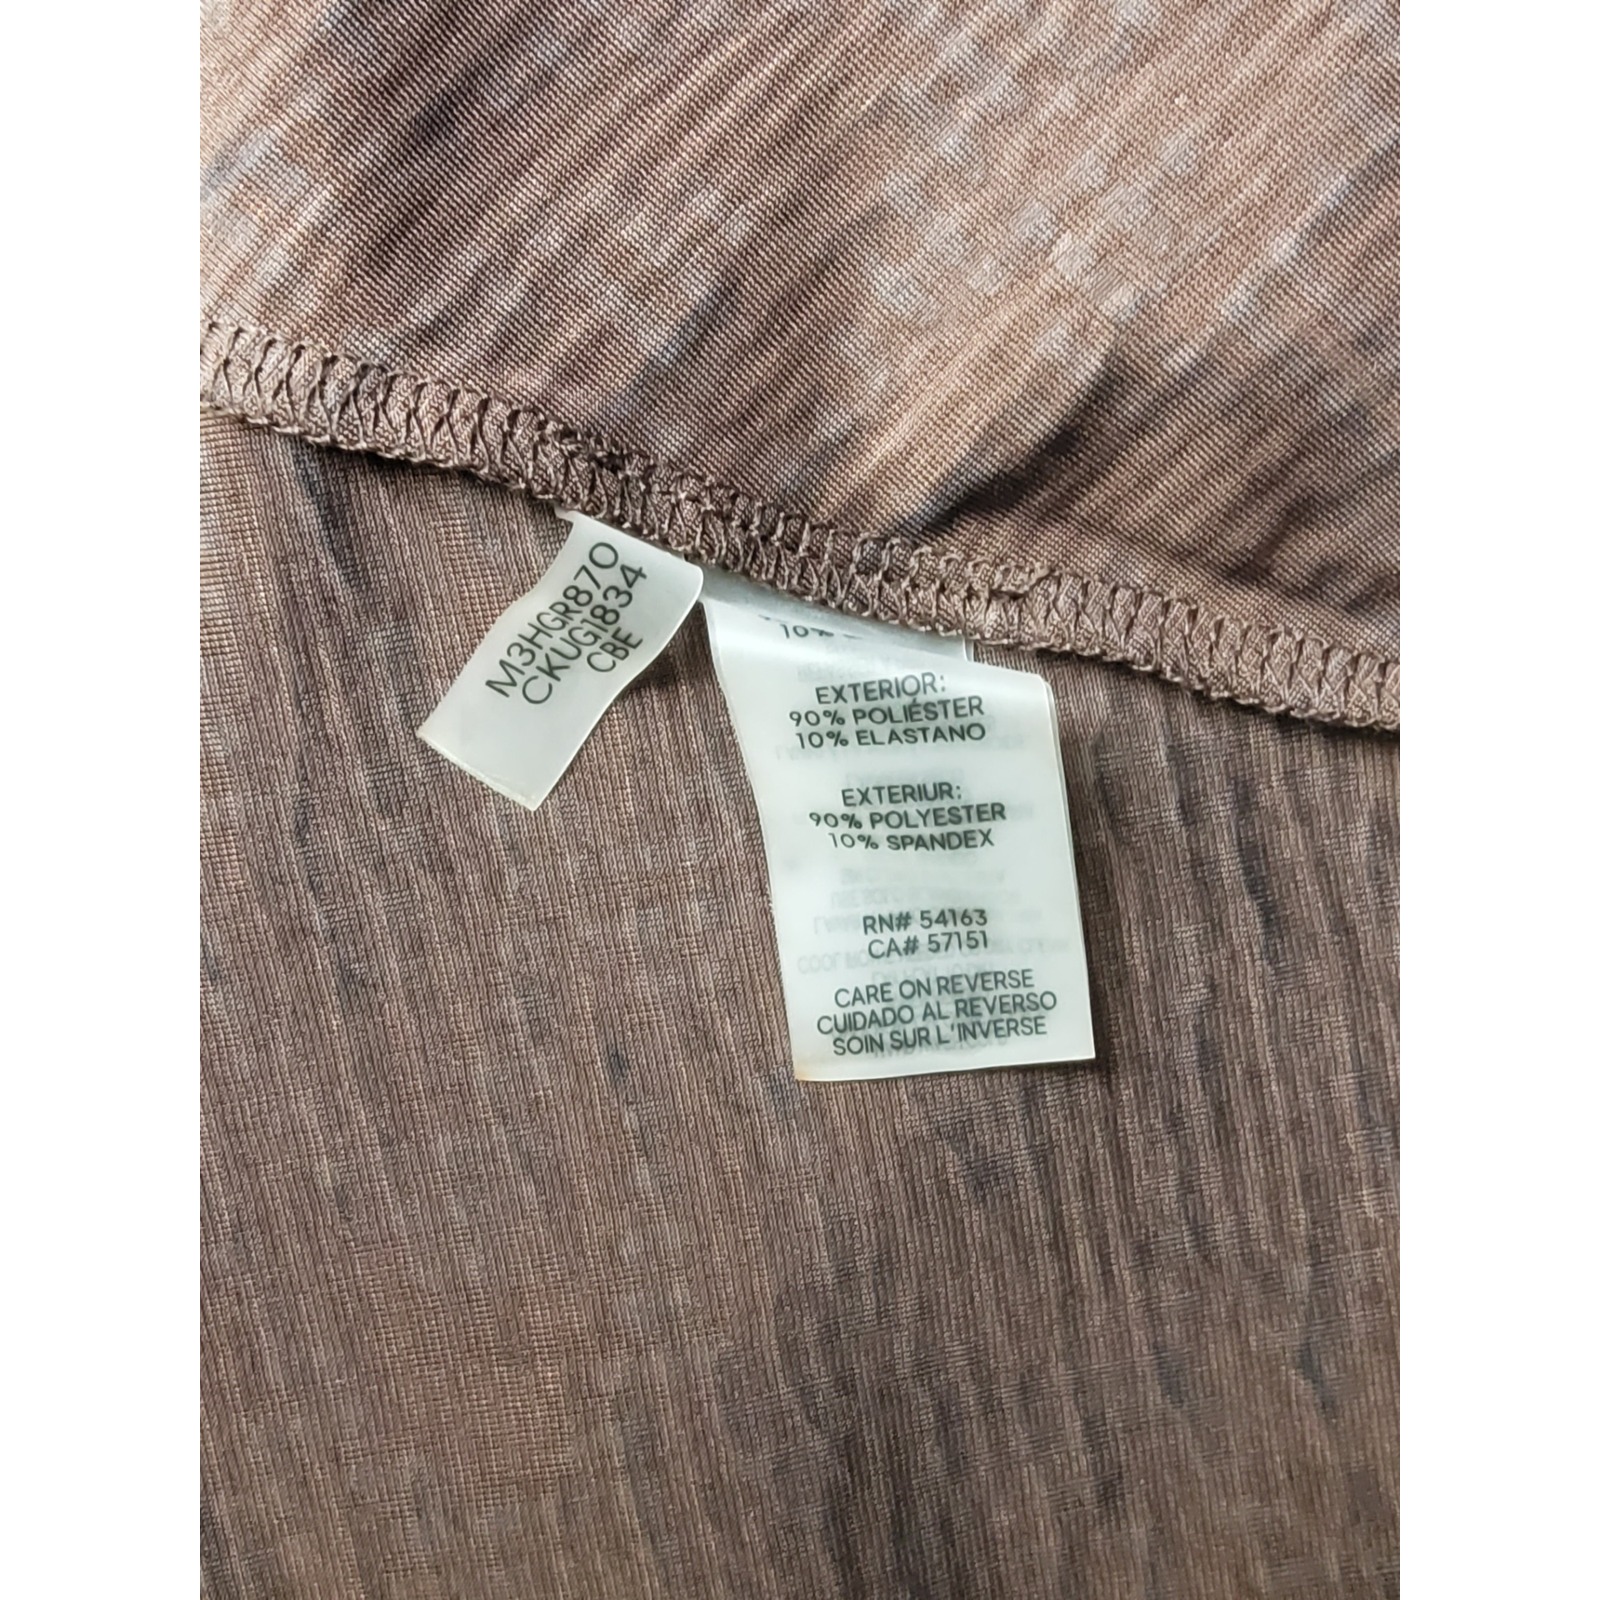 M3HGR870
CKUG1834
CBE
10%
EXTERIOR:
90% POLIÉSTER
10% ELASTANO
EXTERIUR:
90% POLYESTER
10% SPANDEX
RN# 54163
CA# 57151
CARE ON REVERSE
CUIDADO AL REVERSO
SOIN SUR L'INVERSE